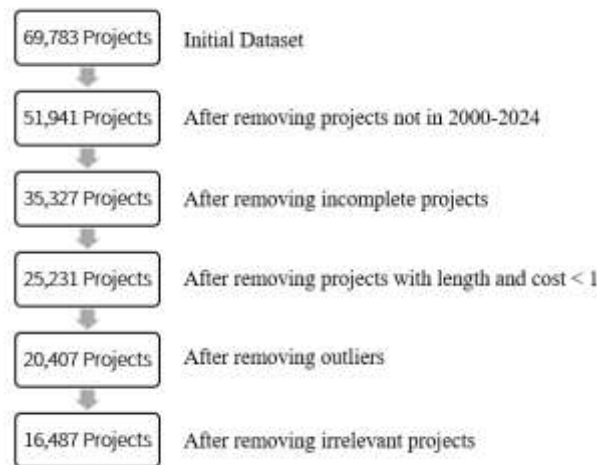 69,783 Projects Initial Dataset
51,941 Projects After removing projects not in 2000-2024
35,327 Projects After removing incomplete projects
25,231 Projects After removing projects with length and cost < 1
20,407 Projects After removing outliers
16,487 Projects After removing irrelevant projects